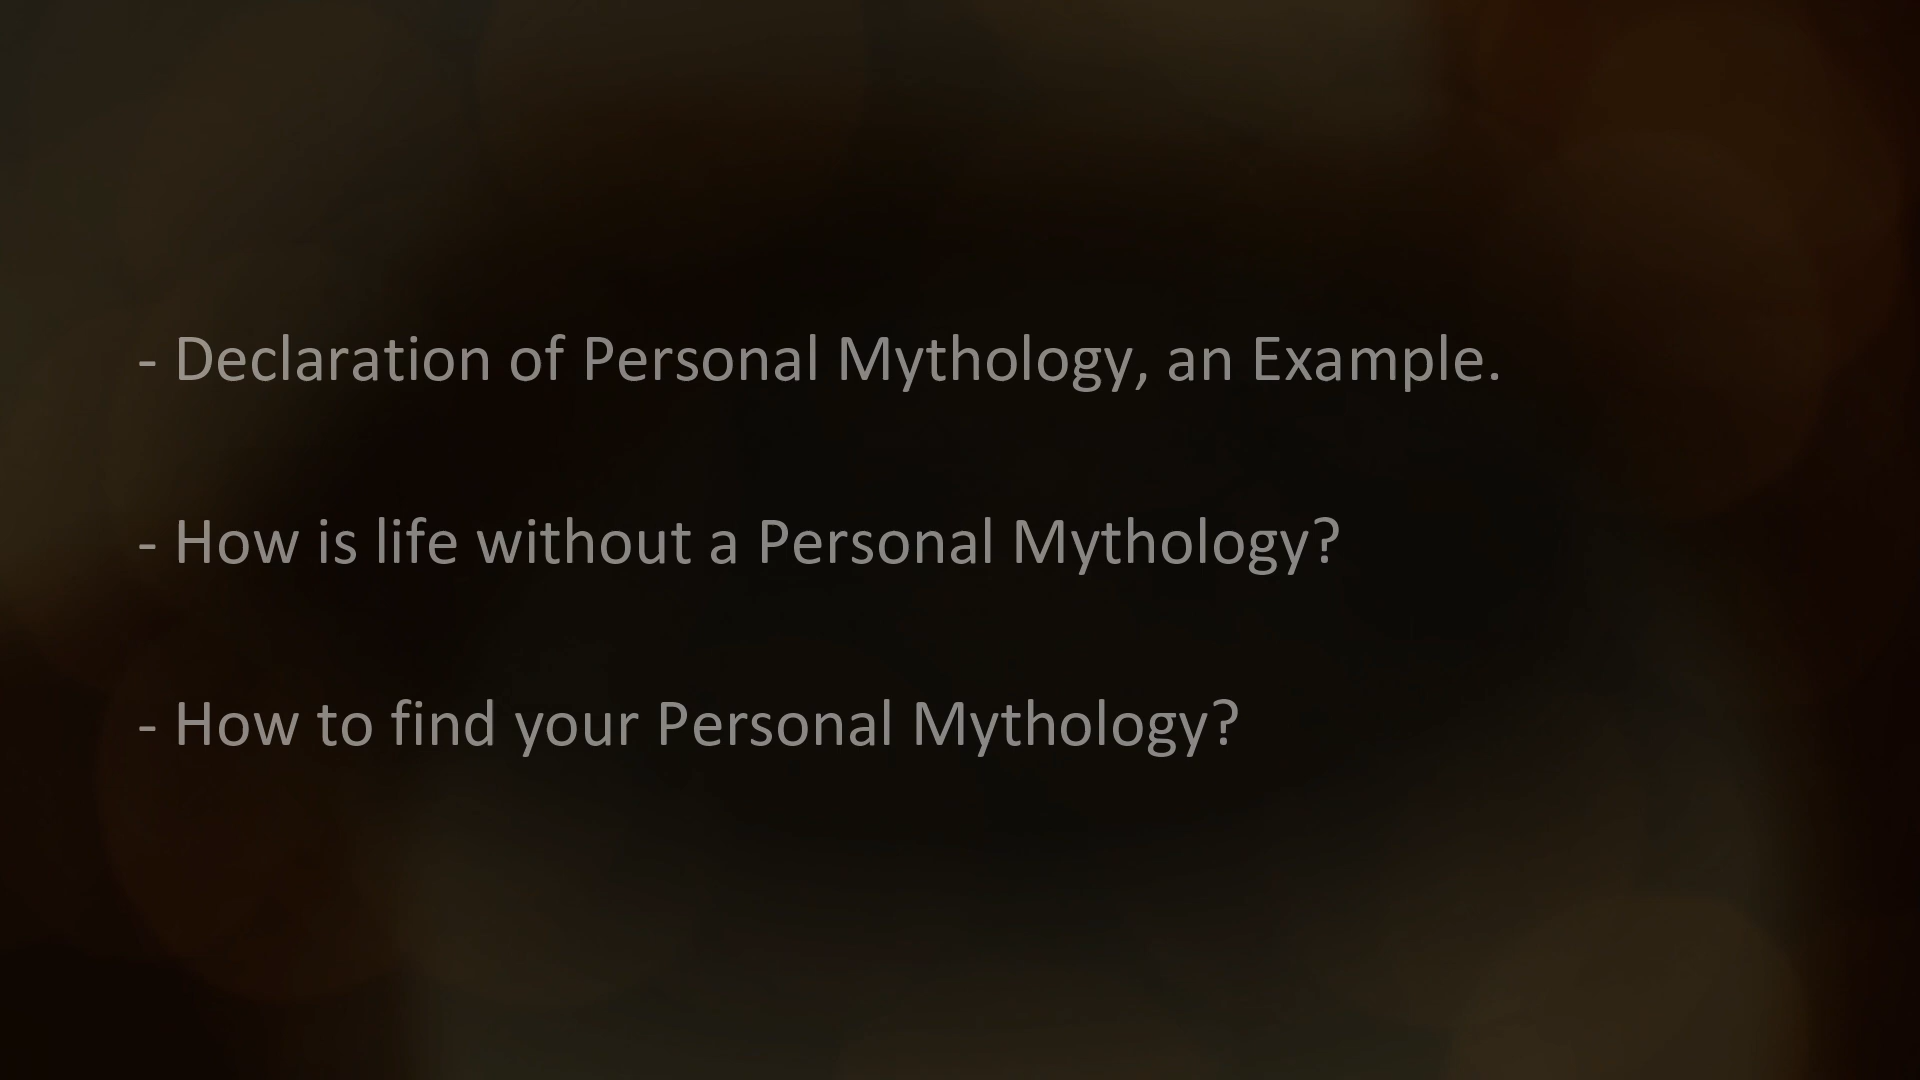 - Declaration of Personal Mythology, an Example.
- How is life without a Personal Mythology?
- How to find your Personal Mythology?